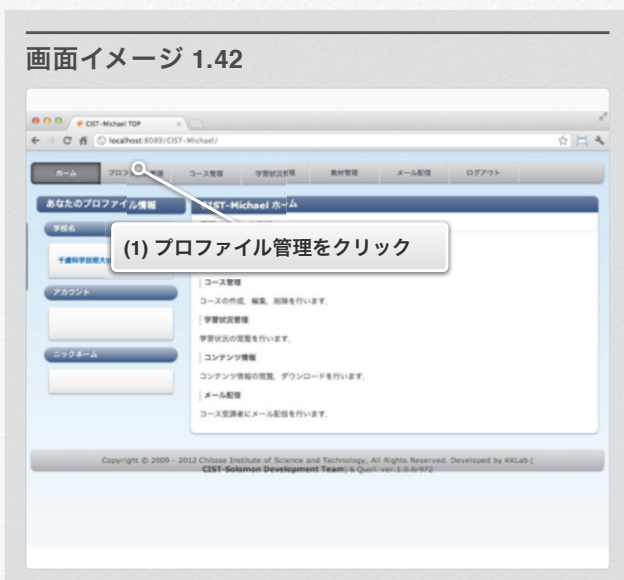 画面イメージ 1.42
CIST-Michael TOP
localhost:8089/CIST-Michael/
ホーム
コース管理
学習状況管理
教材管理
メール配信
ログアウト
あなたのプロファイル情報
CIST-Michael ホーム
学校名
(1) プロファイル管理をクリック
千歳科学技術大
コース管理
アカウント
コースの作成、編集、削除を行います.
学習状況管理
学習状況の閲覧を行います.
ニックネーム
コンテンツ情報
コンテンツ情報の閲覧、ダウンロードを行います.
メール配信
コース受講者にメール配信を行います.
Copyright © 2009 - 2012 Chitose Institute of Science and Technology, All Rights Reserved. Developed by KKLab (
CIST-Solomon Development Team) & Quoll. ver.1.0.6r972